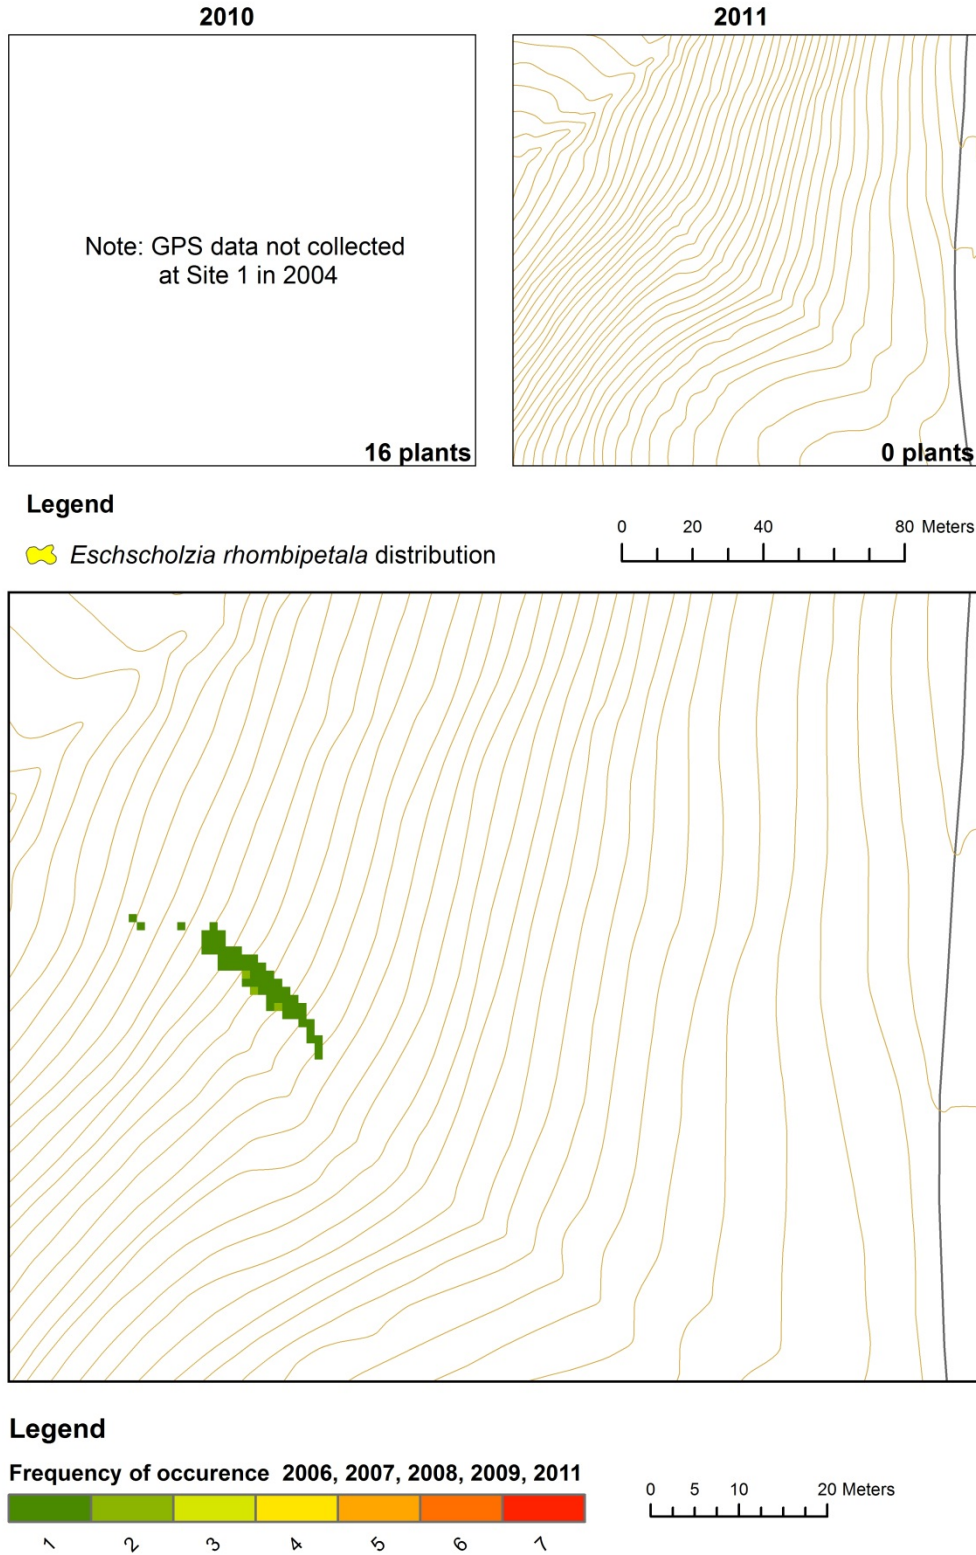 2010
2011
Note: GPS data not collected
at Site 1 in 2004
16 plants
0 plants
Legend
Eschscholzia rhombipetala distribution
0 20 40 80 Meters
Legend
Frequency of occurence 2006, 2007, 2008, 2009, 2011
1 2 3 4 5 6 7
0 5 10 20 Meters